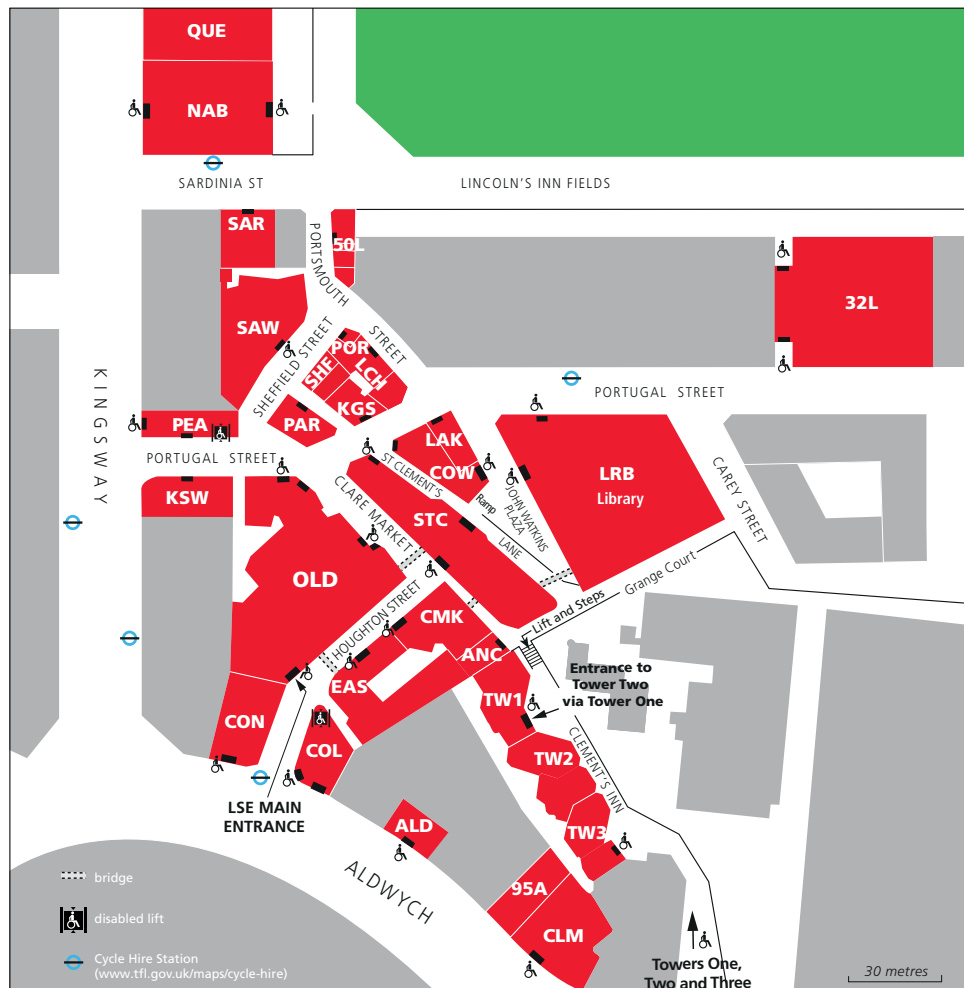 QUE
NAB
SARDINIA ST
LINCOLN'S INN FIELDS
SAR
50L
PORTSMOUTH
STREET
32L
SAW
SHEFFIELD STREET
POR
SHF
LCH
KGS
PORTUGAL STREET
KINGSWAY
PEA
PAR
LAK
COW
PORTUGAL STREET
ST CLEMENT'S
LANE
Ramp
JOHN WATKINS
PLAZA
LRB
Library
CAREY STREET
KSW
CLARE MARKET
STC
OLD
HOUGHTON STREET
Grange Court
Lift and Steps
CMK
ANC
EAS
TW1
Entrance to
Tower Two
via Tower One
CON
COL
TW2
CLEMENT'S INN
LSE MAIN
ENTRANCE
ALD
TW3
ALDWYCH
95A
CLM
bridge
disabled lift
Cycle Hire Station
(www.tfl.gov.uk/maps/cycle-hire)
Towers One,
Two and Three
30 metres